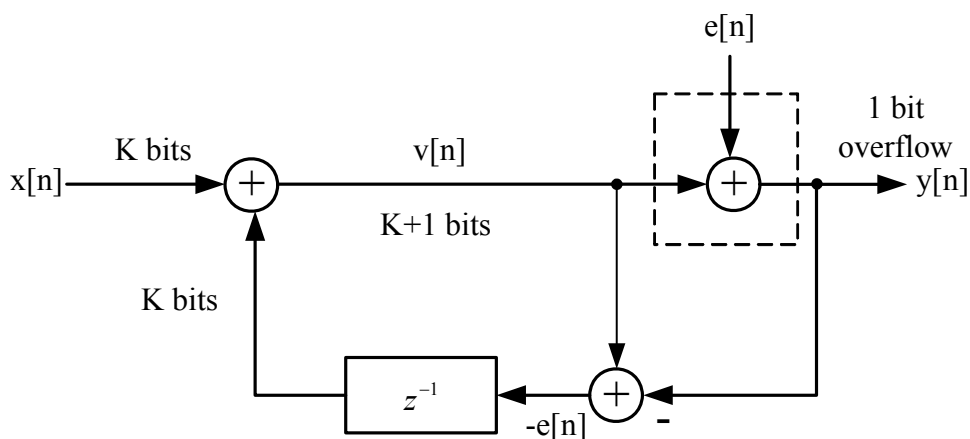 e[n]
1 bit
overflow
K bits
v[n]
x[n]
+
+
y[n]
K+1 bits
K bits
z⁻¹
+
-e[n]
-